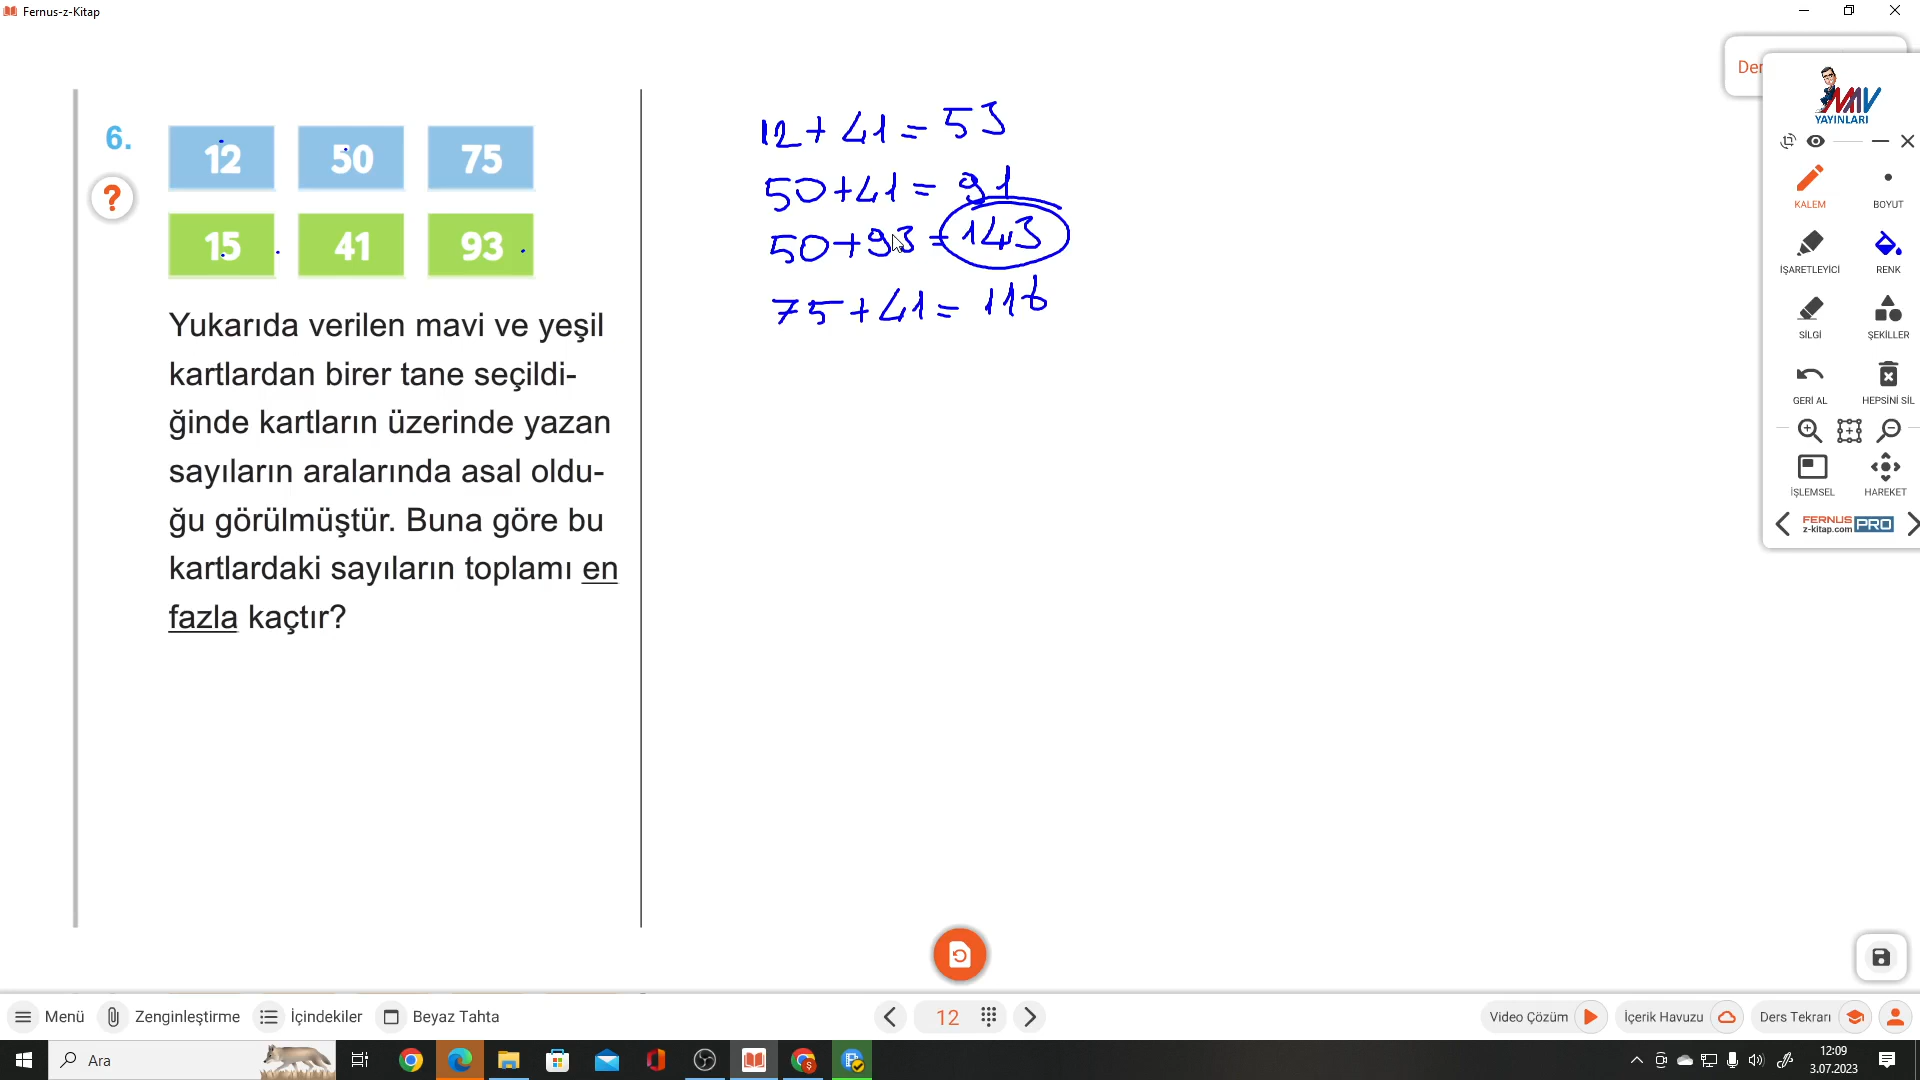 Fernus-z-Kitap
Der
MAV
YAYINLARI
6.
12 50 75
?
15 41 93
Yukarıda verilen mavi ve yeşil
kartlardan birer tane seçildi-
ğinde kartların üzerinde yazan
sayıların aralarında asal oldu-
ğu görülmüştür. Buna göre bu
kartlardaki sayıların toplamı en
fazla kaçtır?
12 + 41 = 53
50 + 41 = 91
50 + 93 = 143
75 + 41 = 116
KALEM BOYUT
İŞARETLEYİCİ RENK
SİLGİ ŞEKİLLER
GERİ AL HEPSİNİ SİL
İŞLEMSEL HAREKET
FERNUS
z-kitap.com PRO
Menü Zenginleştirme İçindekiler Beyaz Tahta 12 Video Çözüm İçerik Havuzu Ders Tekrarı
Ara
12:09
3.07.2023